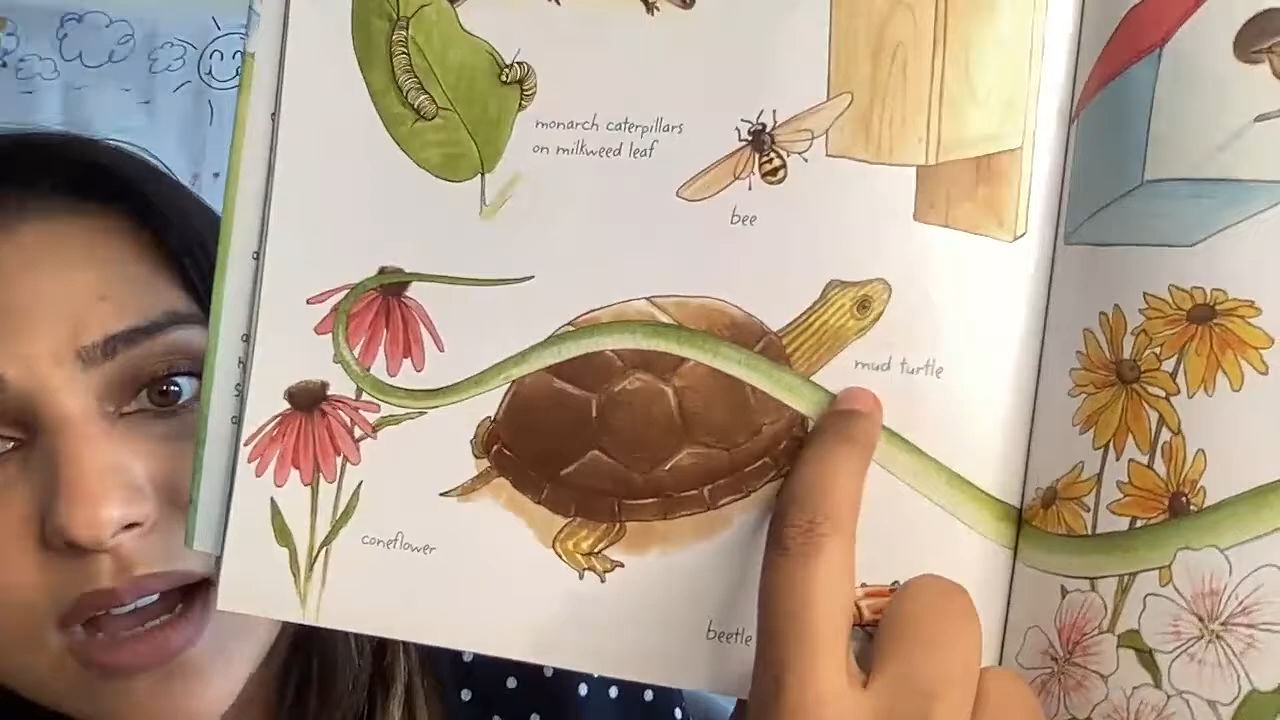 monarch caterpillars
on milkweed leaf
bee
mud turtle
coneflower
beetle